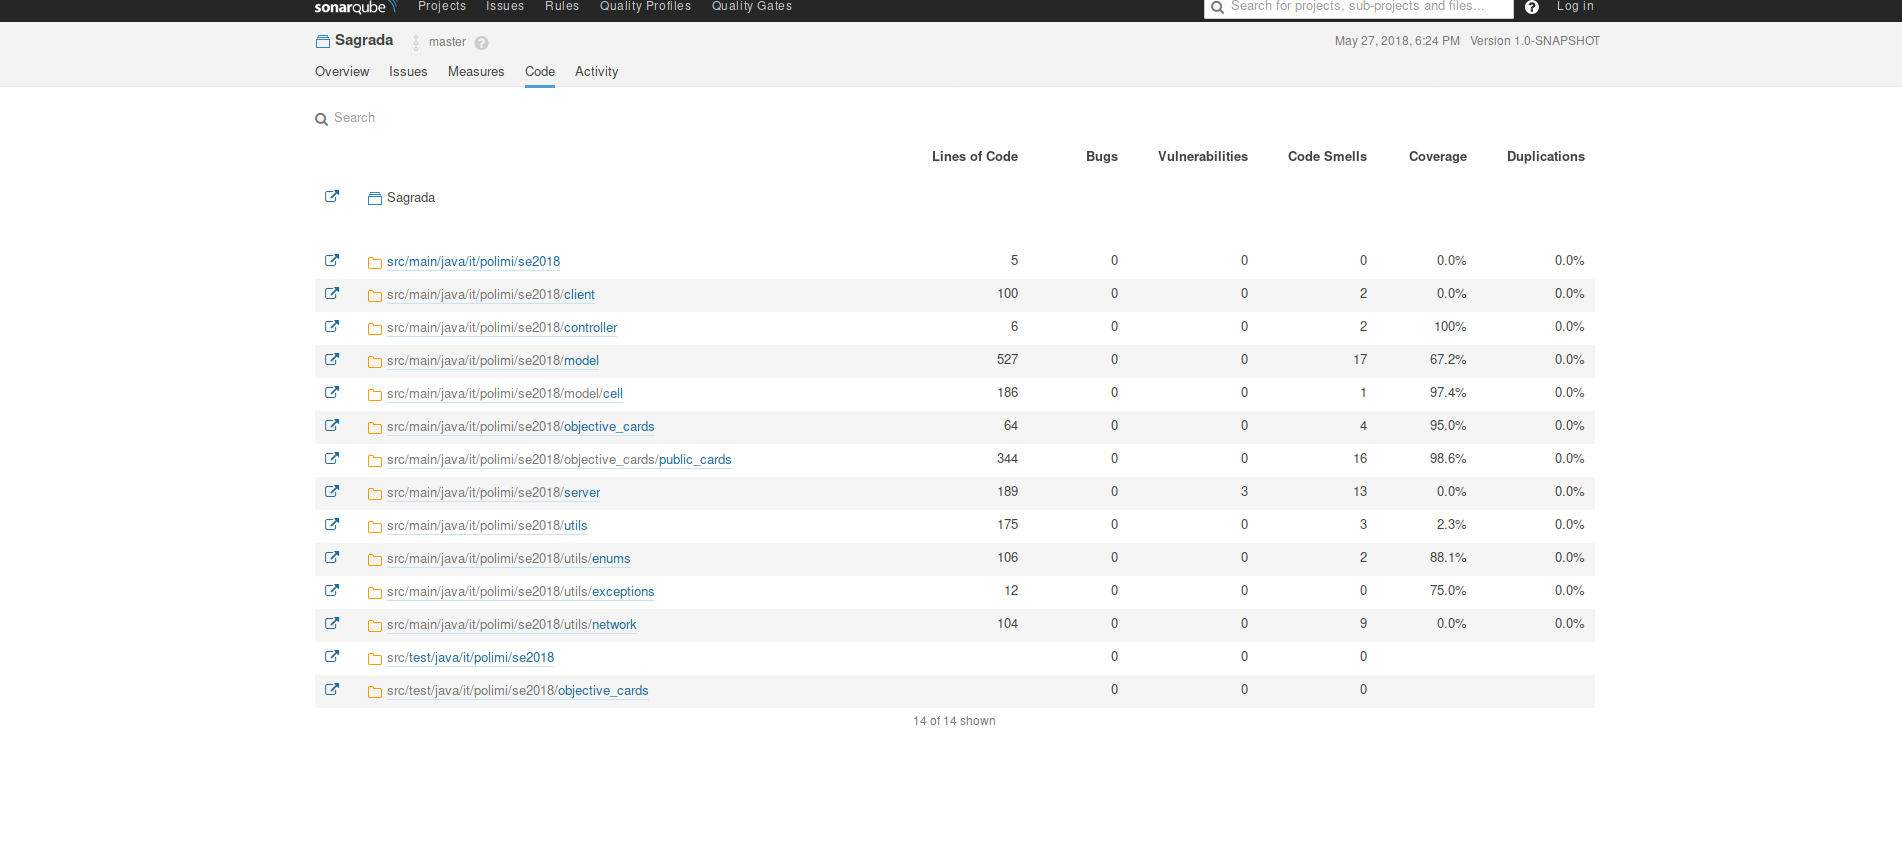 sonarqube Projects Issues Rules Quality Profiles Quality Gates Search for projects, sub-projects and files... ? Log in
Sagrada master ? May 27, 2018, 6:24 PM Version 1.0-SNAPSHOT
Overview Issues Measures Code Activity
Search
Lines of Code Bugs Vulnerabilities Code Smells Coverage Duplications
Sagrada
src/main/java/it/polimi/se2018 5 0 0 0 0.0% 0.0%
src/main/java/it/polimi/se2018/client 100 0 0 2 0.0% 0.0%
src/main/java/it/polimi/se2018/controller 6 0 0 2 100% 0.0%
src/main/java/it/polimi/se2018/model 527 0 0 17 67.2% 0.0%
src/main/java/it/polimi/se2018/model/cell 186 0 0 1 97.4% 0.0%
src/main/java/it/polimi/se2018/objective_cards 64 0 0 4 95.0% 0.0%
src/main/java/it/polimi/se2018/objective_cards/public_cards 344 0 0 16 98.6% 0.0%
src/main/java/it/polimi/se2018/server 189 0 3 13 0.0% 0.0%
src/main/java/it/polimi/se2018/utils 175 0 0 3 2.3% 0.0%
src/main/java/it/polimi/se2018/utils/enums 106 0 0 2 88.1% 0.0%
src/main/java/it/polimi/se2018/utils/exceptions 12 0 0 0 75.0% 0.0%
src/main/java/it/polimi/se2018/utils/network 104 0 0 9 0.0% 0.0%
src/test/java/it/polimi/se2018 0 0 0
src/test/java/it/polimi/se2018/objective_cards 0 0 0
14 of 14 shown